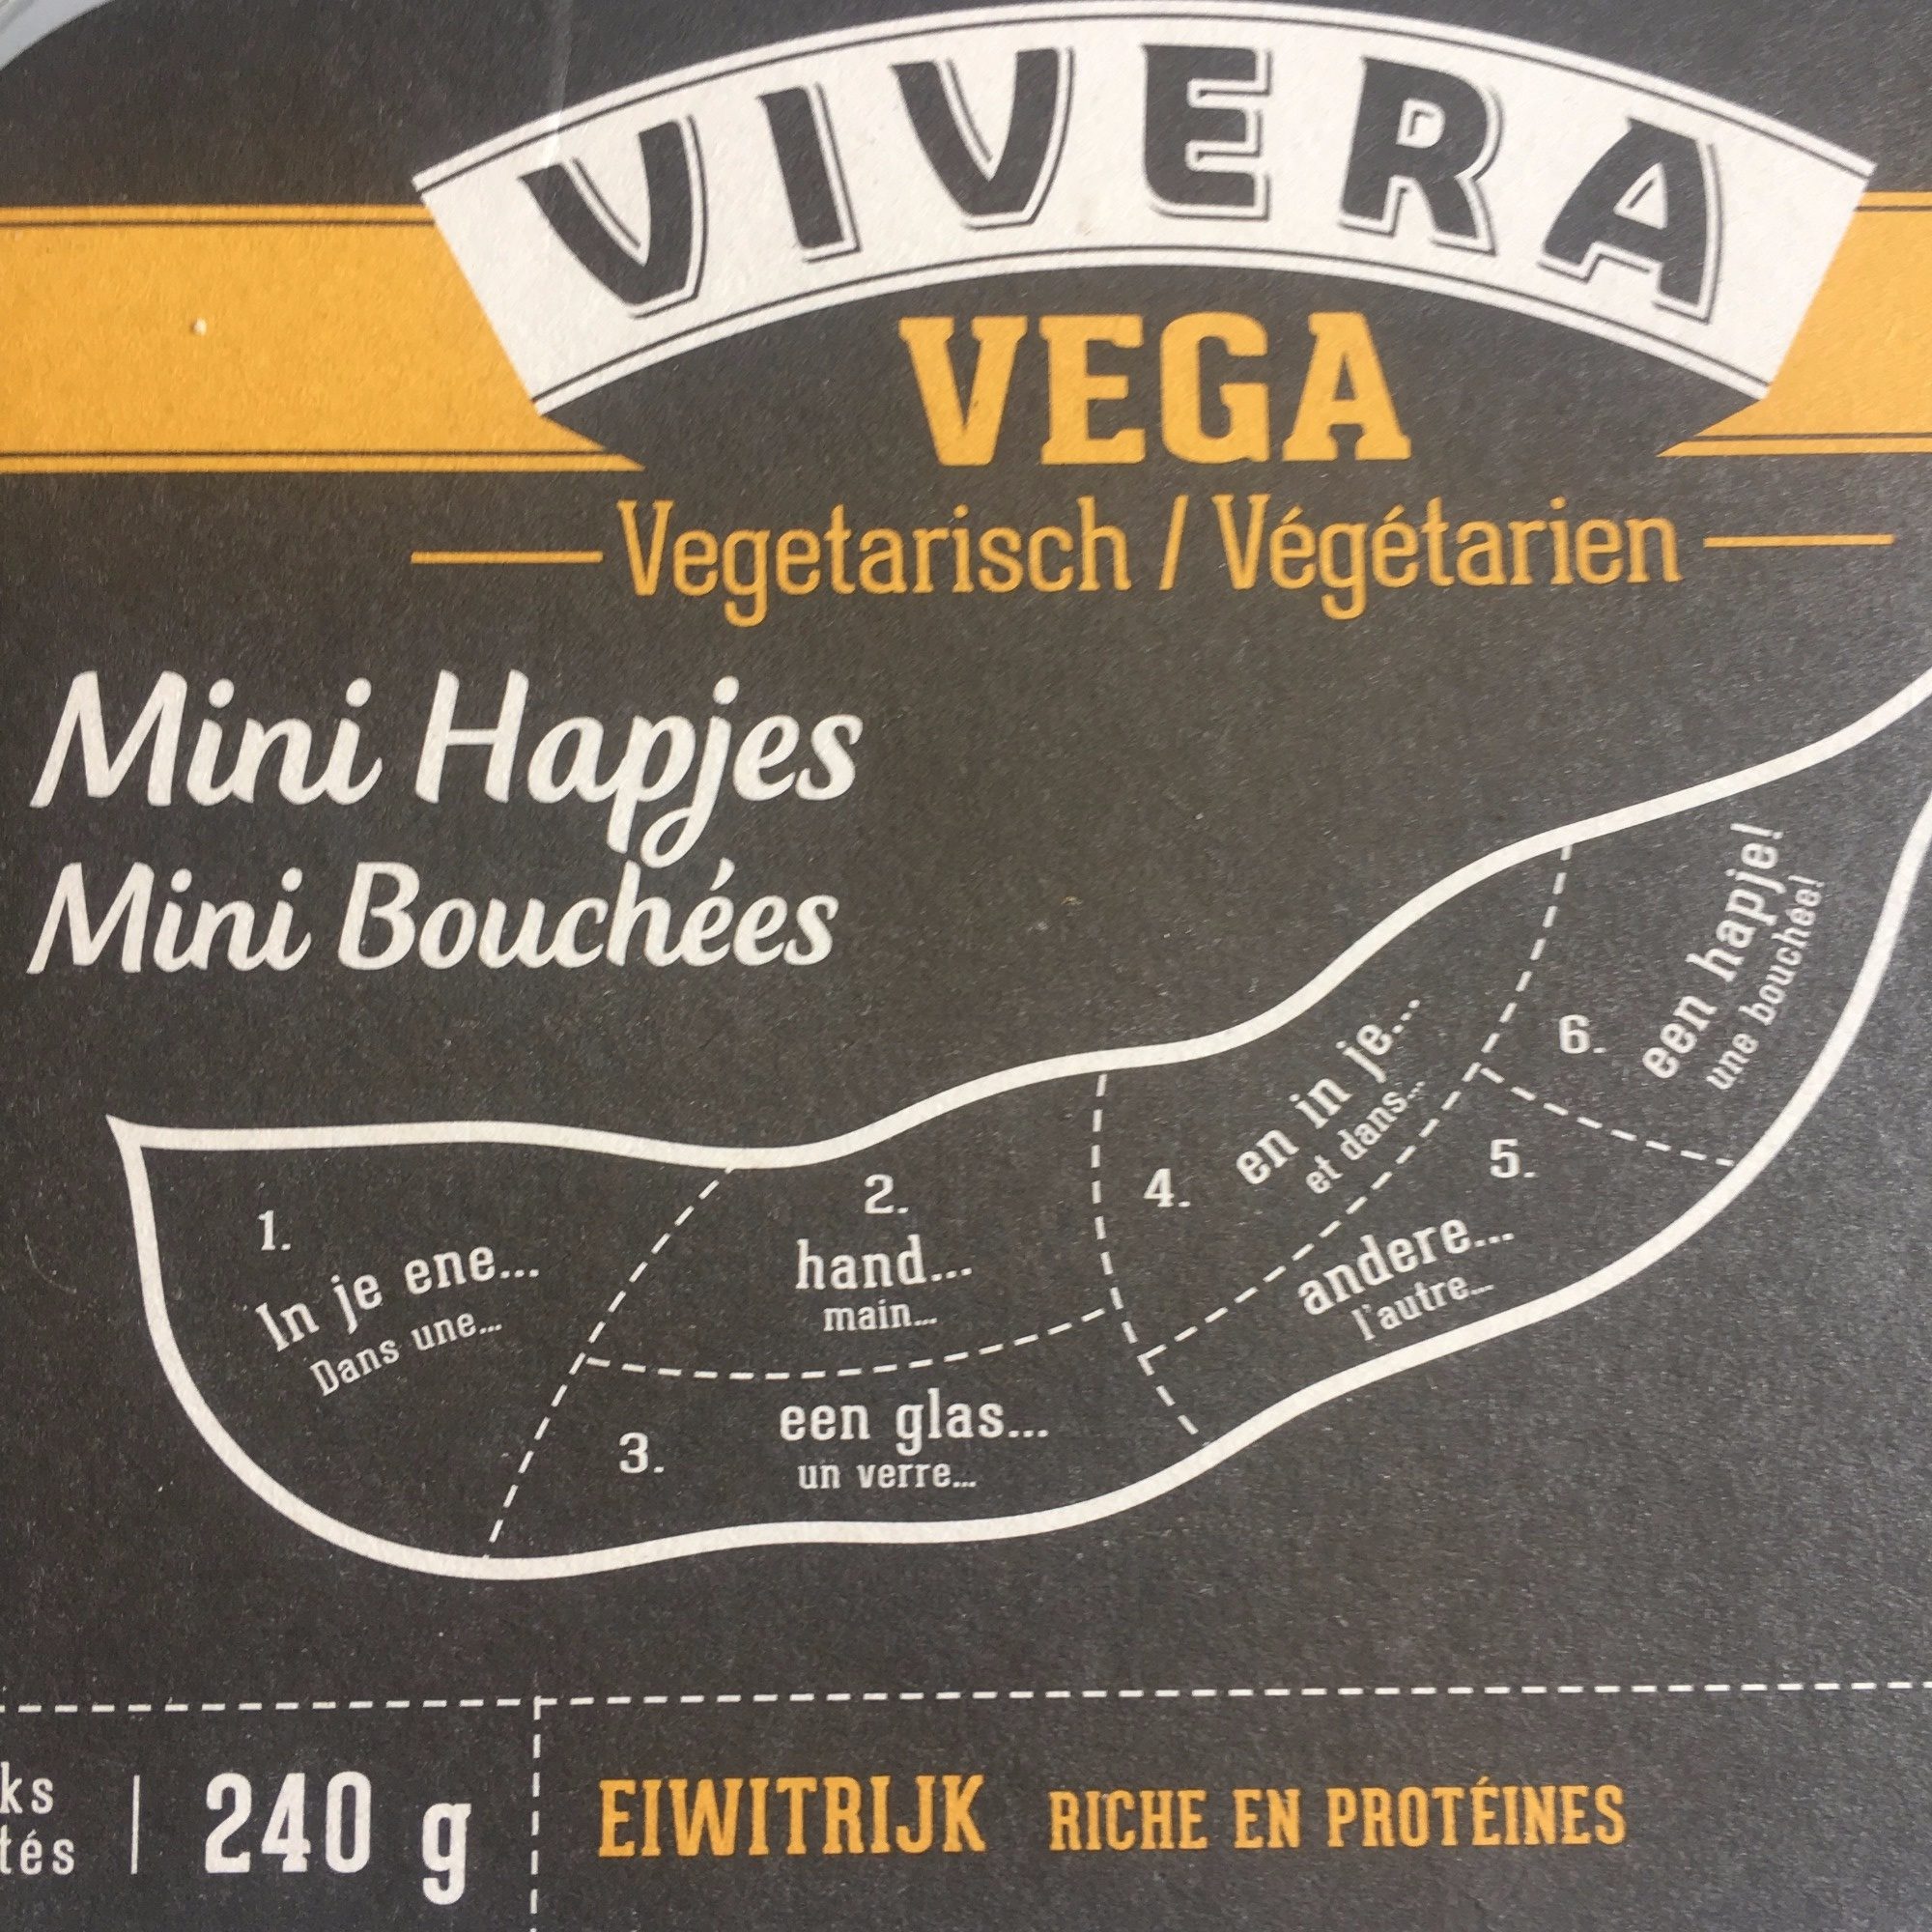 VIVERA
VEGA
Vegetarisch / Végétarien
Mini Hapjes
Mini Bouchées
1.
In je ene...
Dans une...
2.
hand...
main...
3.
een glas...
un verre...
4.
en in je...
et dans...
5.
andere...
l'autre...
6.
een hapje!
une bouchée!
ks
tés
240 g
EIWITRIJK RICHE EN PROTÉINES